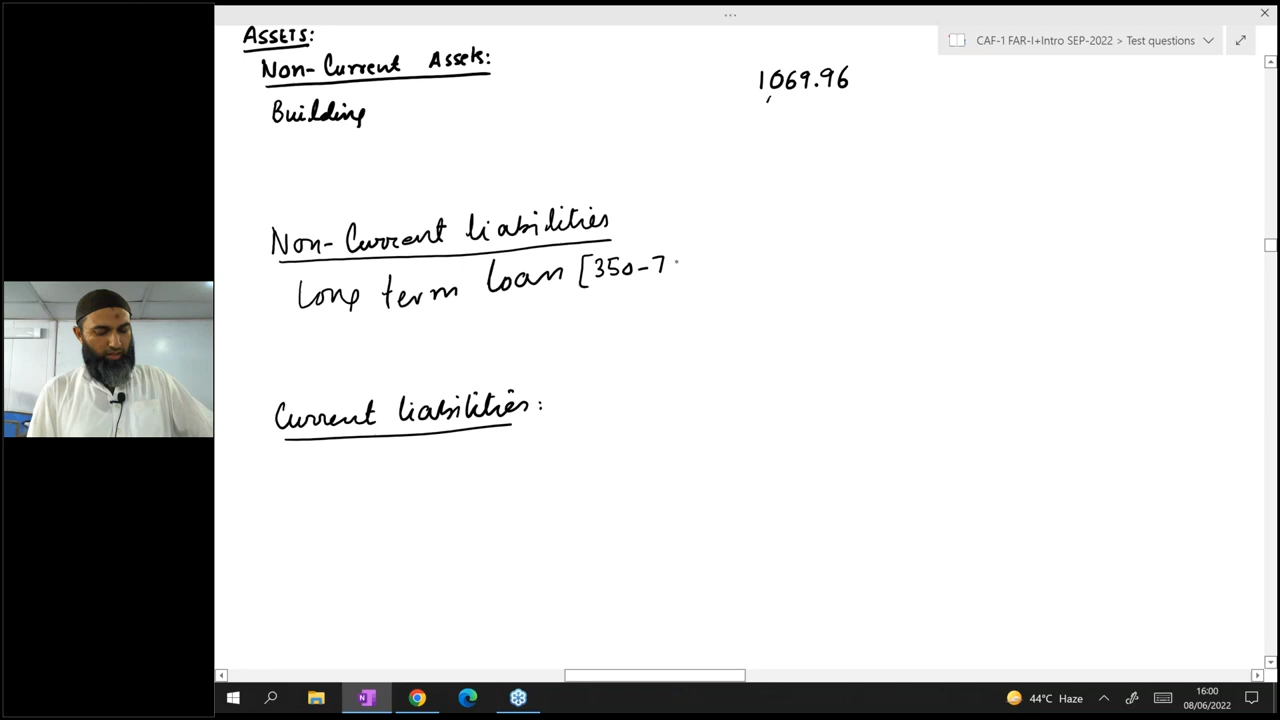 CAF-1 FAR-I+Intro SEP-2022 > Test questions
ASSETS:
Non-Current Assets:
1069.96
Building
Non-Current liabilities
Long term loan [350-7
Current liabilities:
44°C Haze
16:00
08/06/2022